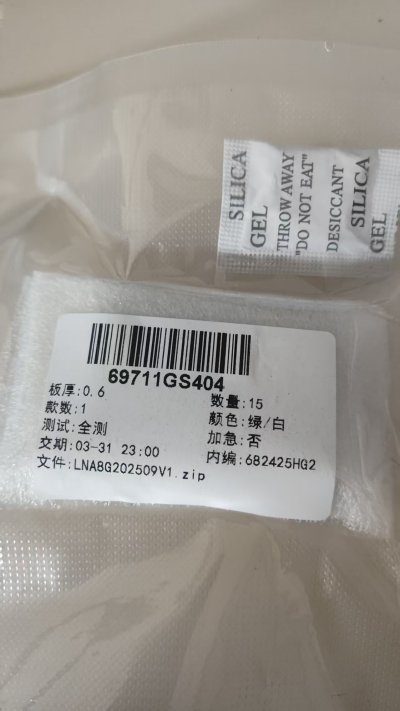 SILICA
GEL
THROW AWAY
"DO NOT EAT"
DESICCANT
SILICA
GEL
69711GS404
板厚:0.6
数量:15
款数:1
颜色:绿/白
测试:全测
加急:否
交期:03-31 23:00
内编:682425HG2
文件:LNA8G202509V1.zip